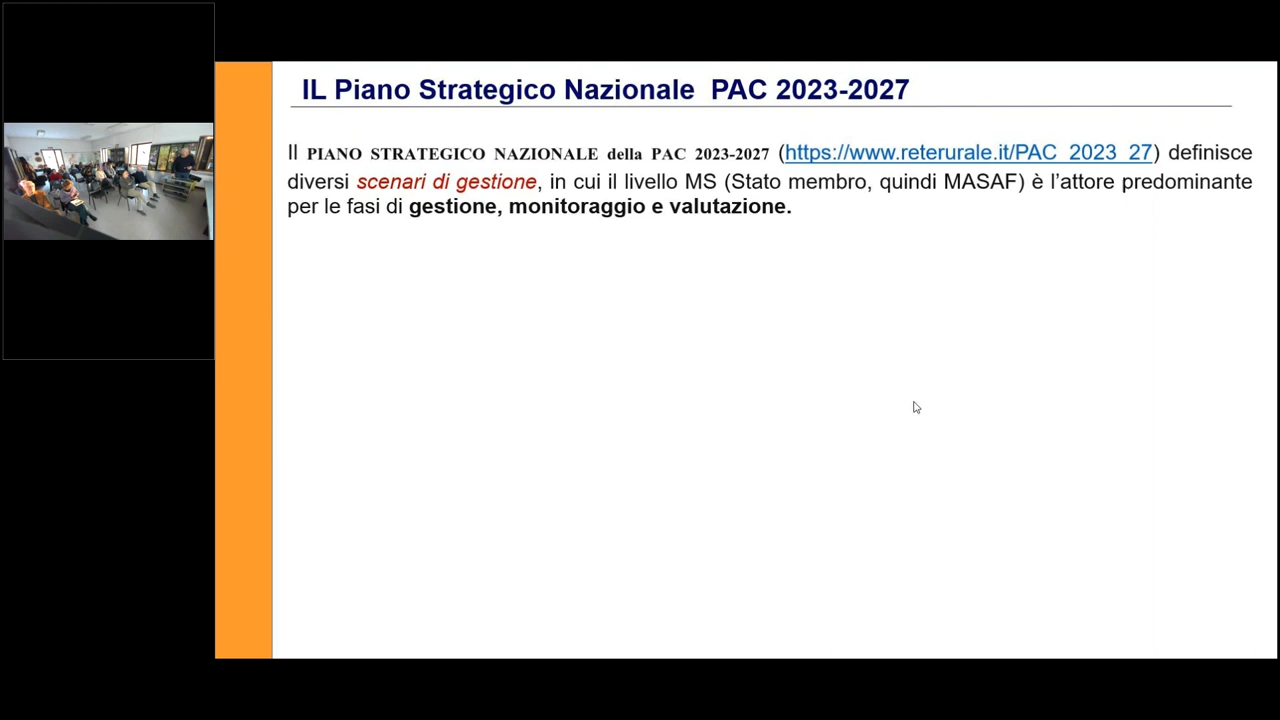 IL Piano Strategico Nazionale PAC 2023-2027
Il PIANO STRATEGICO NAZIONALE della PAC 2023-2027 (https://www.reterurale.it/PAC_2023_27) definisce
diversi scenari di gestione, in cui il livello MS (Stato membro, quindi MASAF) è l’attore predominante
per le fasi di gestione, monitoraggio e valutazione.